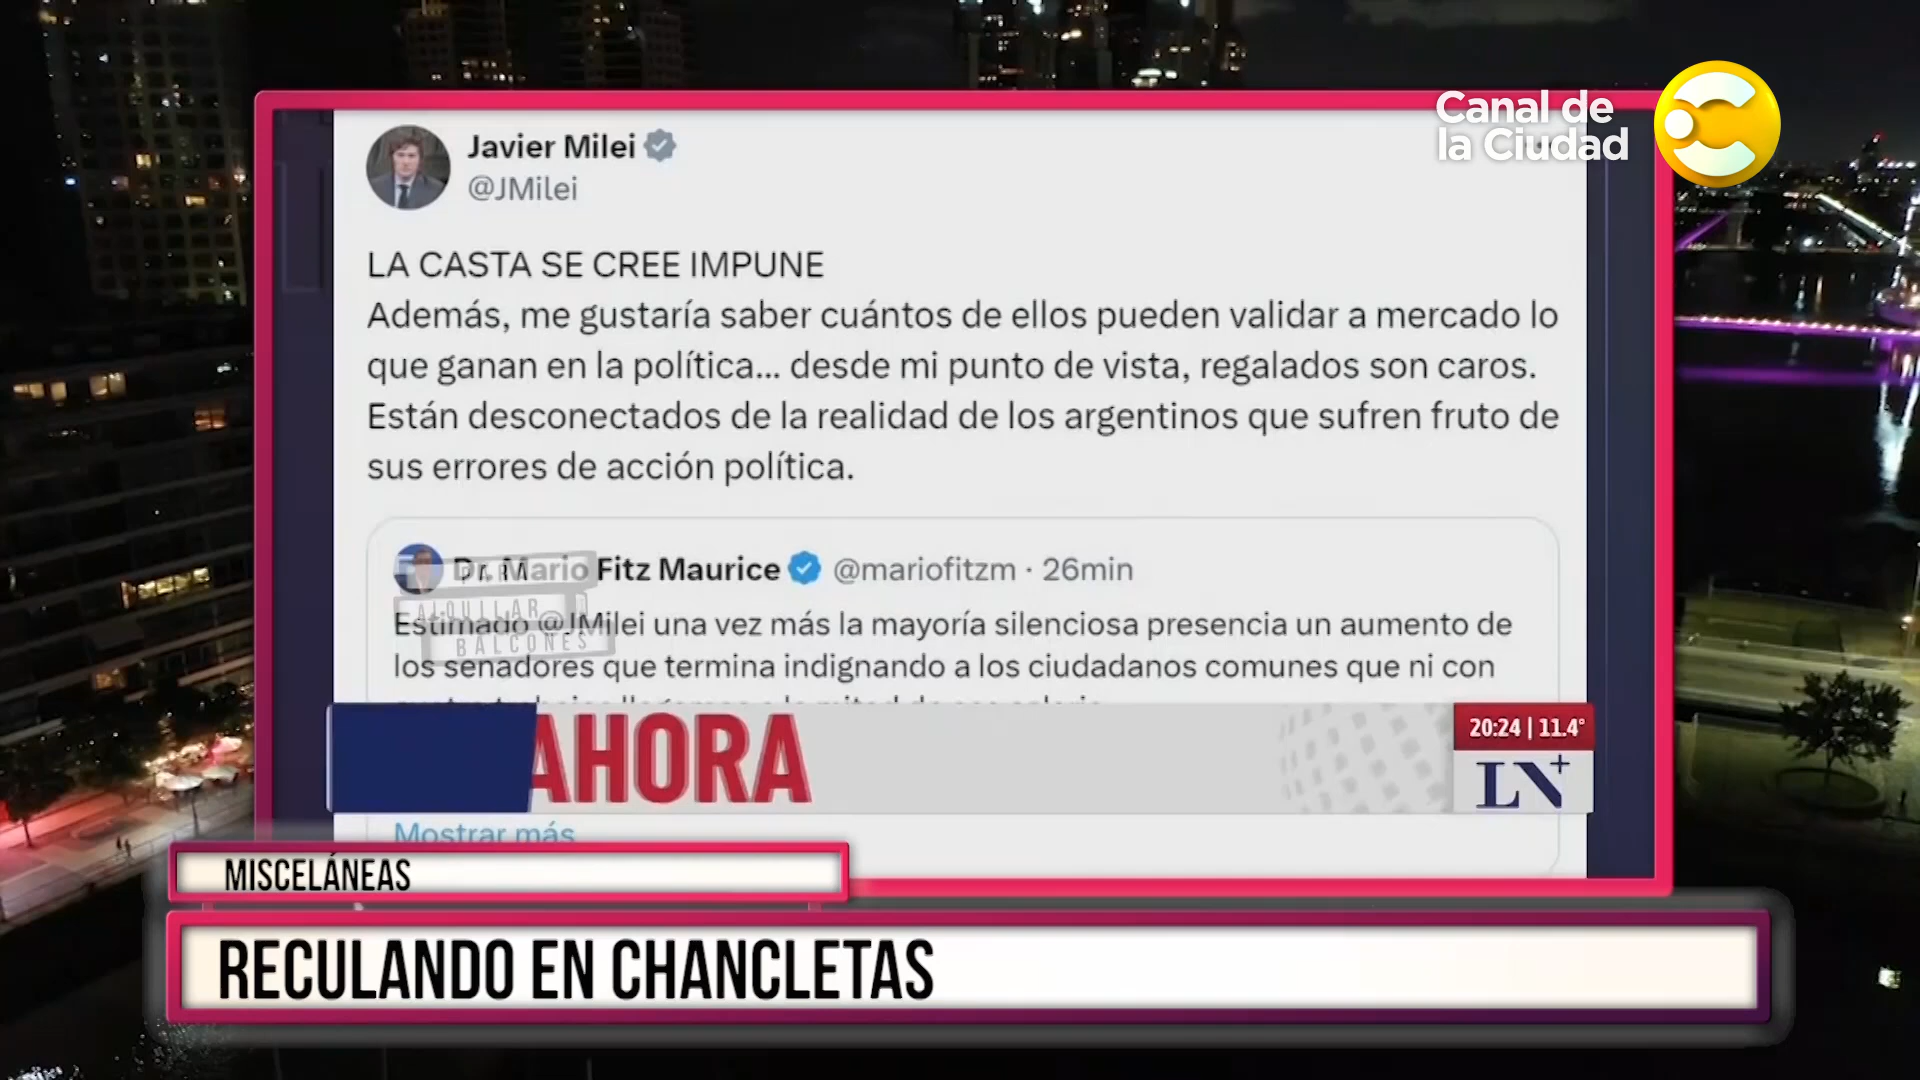 Canal de
la Ciudad
Javier Milei
@JMilei
LA CASTA SE CREE IMPUNE
Además, me gustaría saber cuántos de ellos pueden validar a mercado lo
que ganan en la política... desde mi punto de vista, regalados son caros.
Están desconectados de la realidad de los argentinos que sufren fruto de
sus errores de acción política.
Dr. Mario Fitz Maurice @mariofitzm · 26min
PARA
ALQUILAR
BALCONES
Estimado @JMilei una vez más la mayoría silenciosa presencia un aumento de
los senadores que termina indignando a los ciudadanos comunes que ni con
AHORA
20:24 | 11.4°
LN+
Mostrar más
MISCELÁNEAS
RECULANDO EN CHANCLETAS